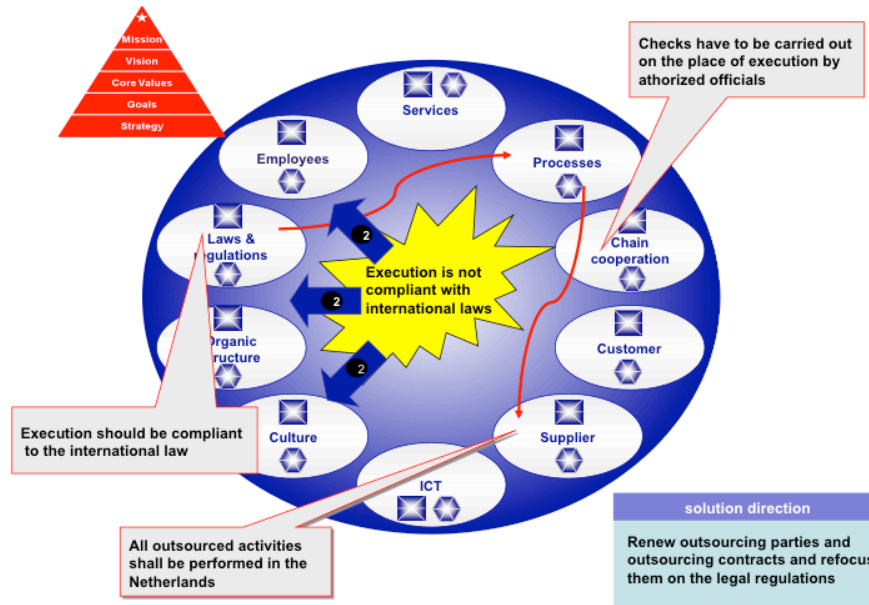 Mission
Vision
Core Values
Goals
Strategy
Checks have to be carried out
on the place of execution by
athorized officials
Services
Employees
Processes
Laws &
regulations
Chain
cooperation
2
Execution is not
compliant with
international laws
2
2
Organic
tructure
Customer
Execution should be compliant
to the international law
Culture
Supplier
ICT
All outsourced activities
shall be performed in the
Netherlands
solution direction
Renew outsourcing parties and
outsourcing contracts and refocus
them on the legal regulations